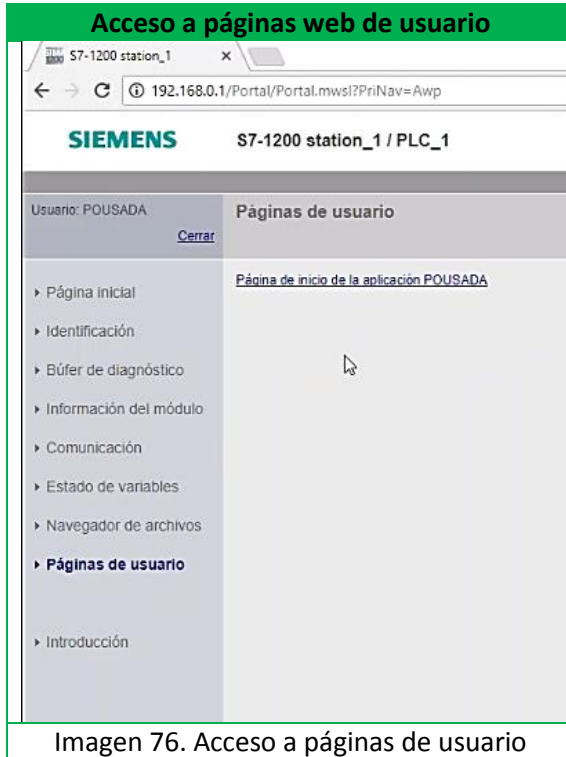 Acceso a páginas web de usuario
S7-1200 station_1
192.168.0.1/Portal/Portal.mwsl?PriNav=Awp
SIEMENS
S7-1200 station_1 / PLC_1
Usuario: POUSADA
Cerrar
Páginas de usuario
Página de inicio de la aplicación POUSADA
Página inicial
Identificación
Búfer de diagnóstico
Información del módulo
Comunicación
Estado de variables
Navegador de archivos
Páginas de usuario
Introducción
Imagen 76. Acceso a páginas de usuario